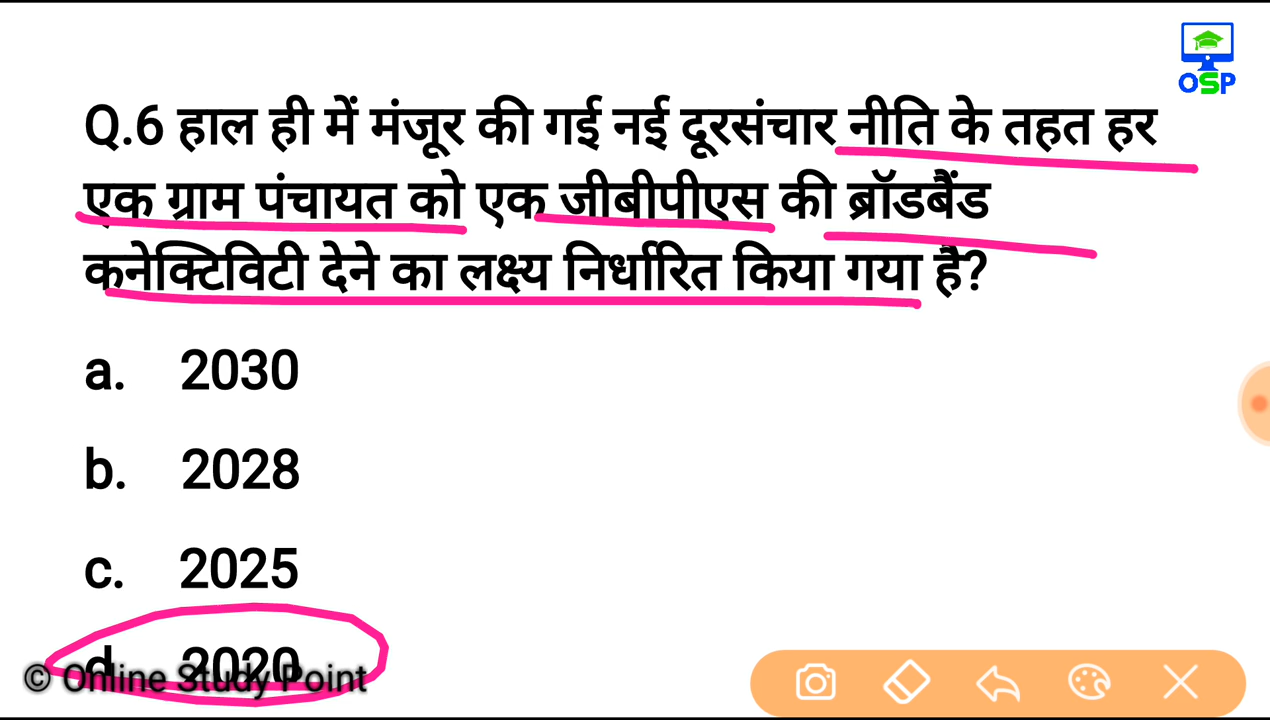 OSP
Q.6 हाल ही में मंजूर की गई नई दूरसंचार नीति के तहत हर
एक ग्राम पंचायत को एक जीबीपीएस की ब्रॉडबैंड
कनेक्टिविटी देने का लक्ष्य निर्धारित किया गया है?
a. 2030
b. 2028
c. 2025
d 2020
© Online Study Point